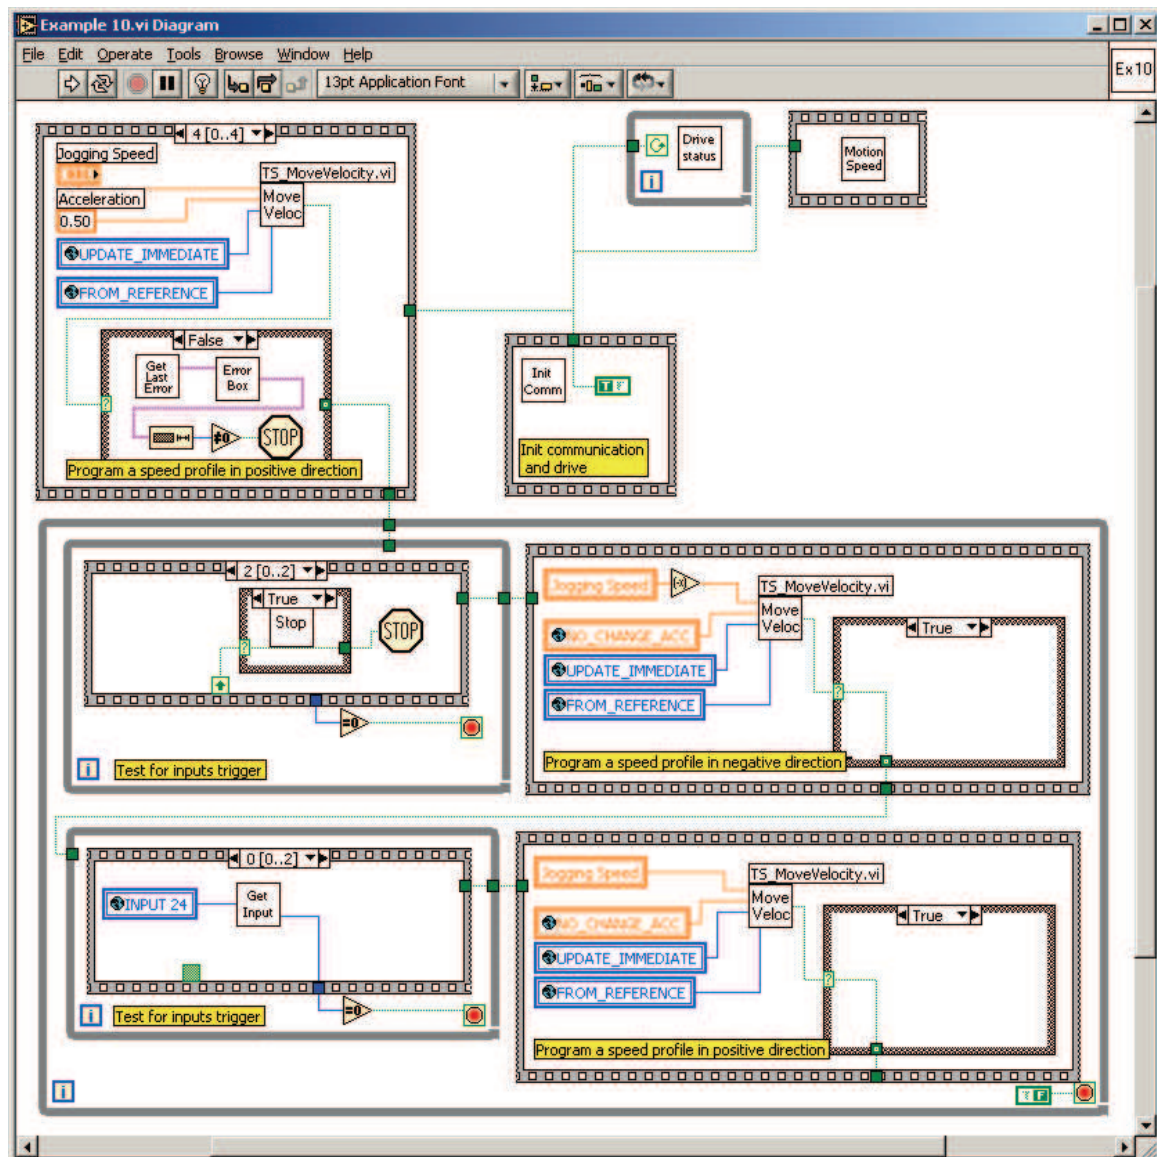 Example 10.vi Diagram
File Edit Operate Tools Browse Window Help
13pt Application Font
Ex10
4 [0..4]
Jogging Speed
TS_MoveVelocity.vi
Acceleration
0.50
Move Veloc
UPDATE_IMMEDIATE
FROM_REFERENCE
False
Get Last Error
Error Box
≠0
STOP
Program a speed profile in positive direction
Drive status
i
Motion Speed
Init Comm
T
Init communication
and drive
2 [0..2]
True
Stop
STOP
=0
i
Test for inputs trigger
Jogging Speed
(-x)
TS_MoveVelocity.vi
Move Veloc
NO_CHANGE_ACC
UPDATE_IMMEDIATE
FROM_REFERENCE
True
?
Program a speed profile in negative direction
0 [0..2]
INPUT 24
Get Input
=0
i
Test for inputs trigger
Jogging Speed
TS_MoveVelocity.vi
Move Veloc
NO_CHANGE_ACC
UPDATE_IMMEDIATE
FROM_REFERENCE
True
?
Program a speed profile in positive direction
i
F